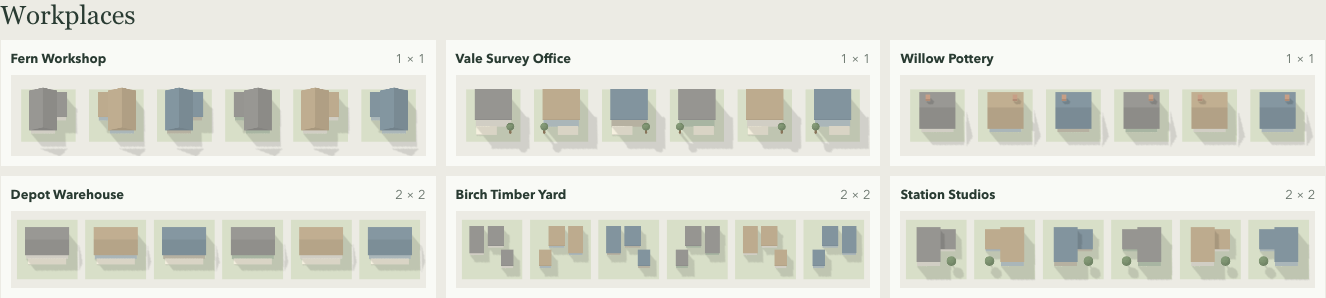 Workplaces
Fern Workshop 1 × 1
Vale Survey Office 1 × 1
Willow Pottery 1 × 1
Depot Warehouse 2 × 2
Birch Timber Yard 2 × 2
Station Studios 2 × 2